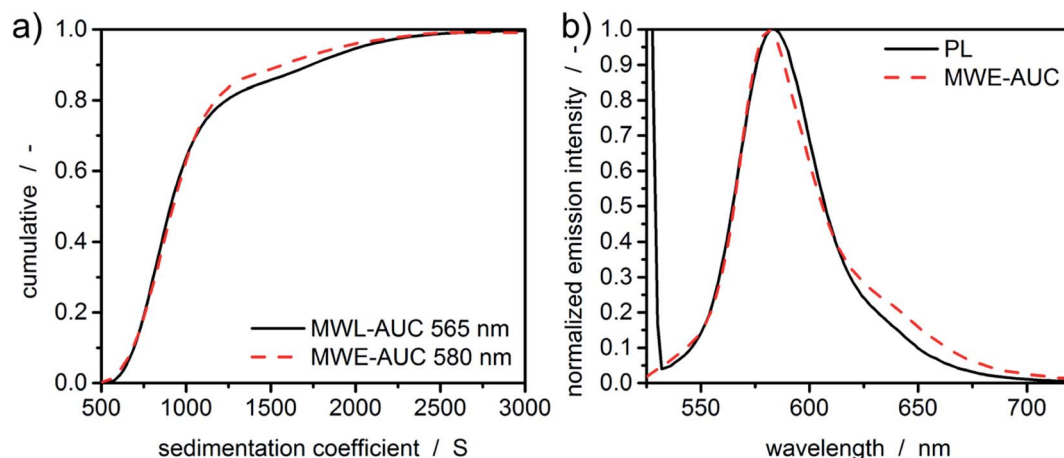 a)
cumulative / -
1.0
0.8
0.6
0.4
0.2
0.0
MWL-AUC 565 nm
MWE-AUC 580 nm
500 1000 1500 2000 2500 3000
sedimentation coefficient / S
b)
normalized emission intensity / -
1.0
0.9
0.8
0.7
0.6
0.5
0.4
0.3
0.2
0.1
0.0
PL
MWE-AUC
550 600 650 700
wavelength / nm